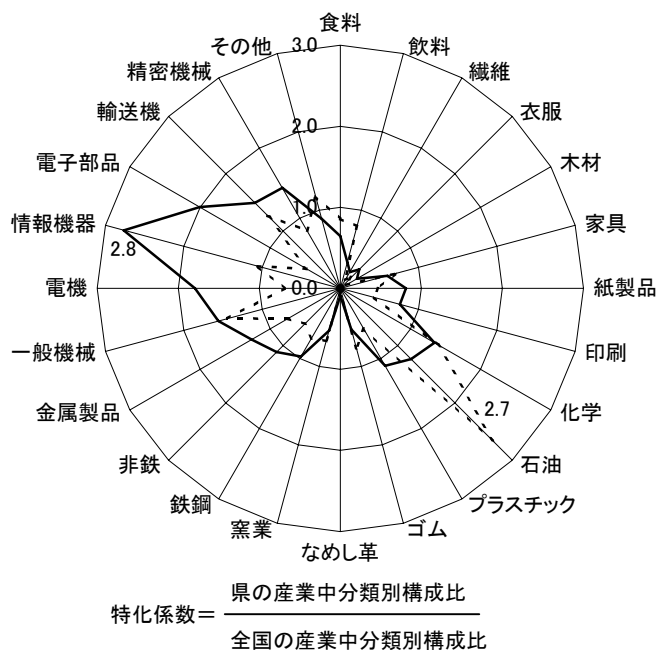 食料
飲料
繊維
衣服
木材
家具
紙製品
印刷
化学
石油
プラスチック
ゴム
なめし革
窯業
鉄鋼
非鉄
金属製品
一般機械
電機
情報機器
電子部品
輸送機
精密機械
その他
3.0
2.0
1.0
0.0
2.8
2.7
特化係数=
県の産業中分類別構成比
全国の産業中分類別構成比